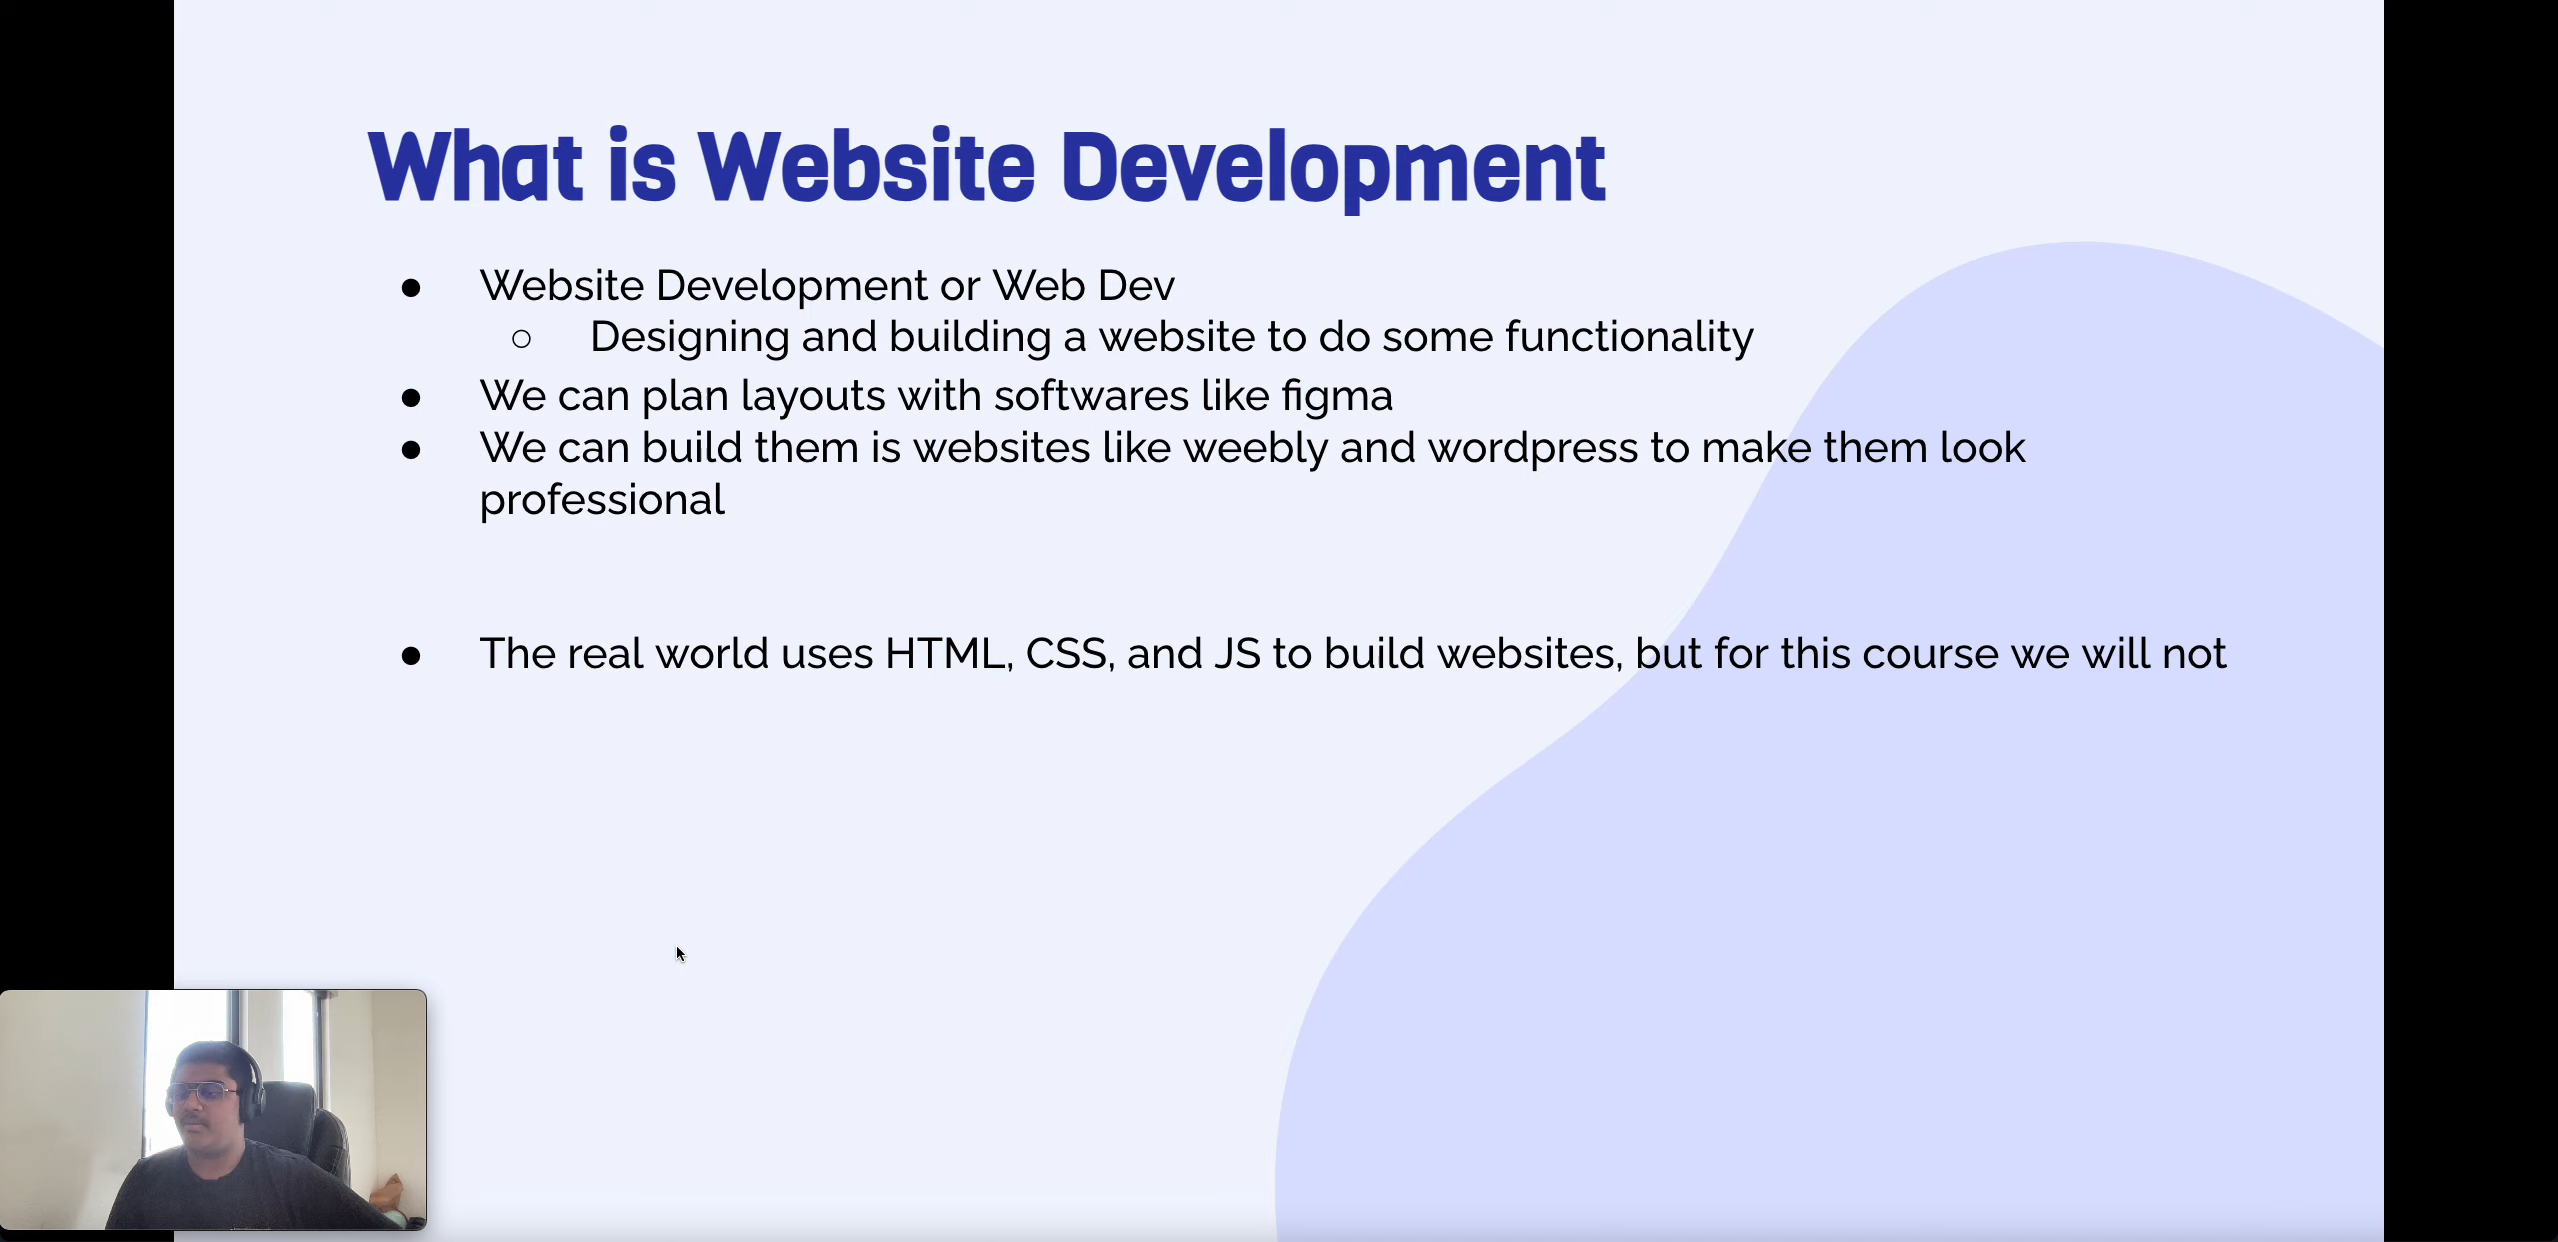 What is Website Development
● Website Development or Web Dev
○ Designing and building a website to do some functionality
● We can plan layouts with softwares like figma
● We can build them is websites like weebly and wordpress to make them look
professional
● The real world uses HTML, CSS, and JS to build websites, but for this course we will not